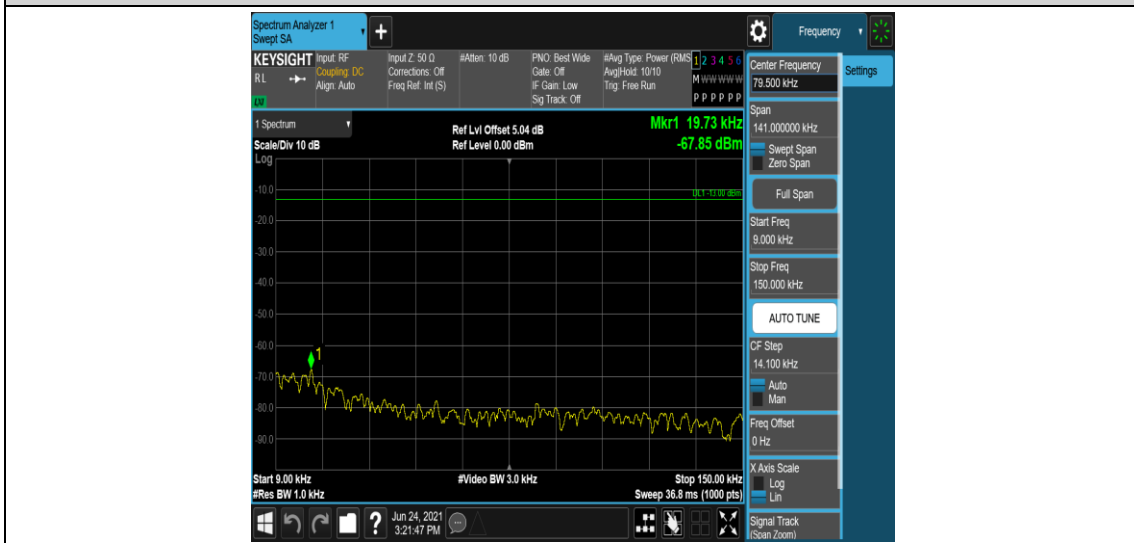 Spectrum Analyzer 1
Swept SA
+
Frequency
KEYSIGHT
RL
LXI
Input: RF
Coupling: DC
Align: Auto
Input Z: 50 Ω
Corrections: Off
Freq Ref: Int (S)
#Atten: 10 dB
PNO: Best Wide
Gate: Off
IF Gain: Low
Sig Track: Off
#Avg Type: Power (RMS
Avg|Hold: 10/10
Trig: Free Run
1 2 3 4 5 6
M W W W W W
P P P P P P
Settings
Center Frequency
79.500 kHz
Span
141.000000 kHz
Swept Span
Zero Span
Full Span
Start Freq
9.000 kHz
Stop Freq
150.000 kHz
AUTO TUNE
CF Step
14.100 kHz
Auto
Man
Freq Offset
0 Hz
X Axis Scale
Log
Lin
Signal Track
(Span Zoom)
1 Spectrum
Scale/Div 10 dB
Log
Ref Lvl Offset 5.04 dB
Ref Level 0.00 dBm
Mkr1 19.73 kHz
-67.85 dBm
DL1 -13.00 dBm
-10.0
-20.0
-30.0
-40.0
-50.0
-60.0
-70.0
-80.0
-90.0
1
Start 9.00 kHz
#Res BW 1.0 kHz
#Video BW 3.0 kHz
Stop 150.00 kHz
Sweep 36.8 ms (1000 pts)
?
Jun 24, 2021
3:21:47 PM